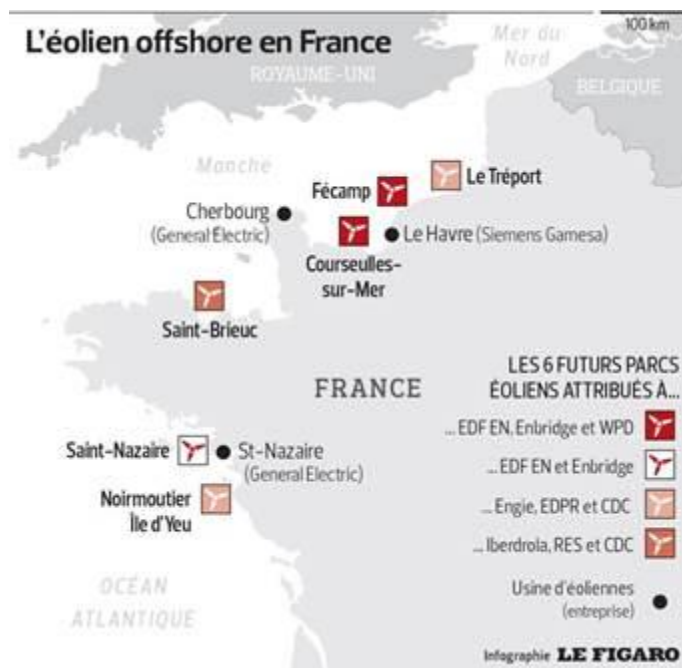 100 km
L'éolien offshore en France
Mer du
Nord
ROYAUME-UNI
BELGIQUE
Manche
Le Tréport
Fécamp
Cherbourg
(General Electric)
Le Havre (Siemens Gamesa)
Courseulles-
sur-Mer
Saint-Brieuc
FRANCE
LES 6 FUTURS PARCS
ÉOLIENS ATTRIBUÉS À...
... EDF EN, Enbridge et WPD
... EDF EN et Enbridge
... Engie, EDPR et CDC
... Iberdrola, RES et CDC
Usine d'éoliennes
(entreprise)
Saint-Nazaire
St-Nazaire
(General Electric)
Noirmoutier
Île d'Yeu
OCÉAN
ATLANTIQUE
Infographie LE FIGARO